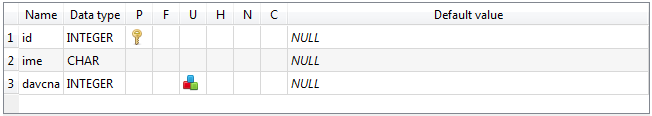 Name Data type P F U H N C Default value
1 id INTEGER NULL
2 ime CHAR NULL
3 davcna INTEGER NULL